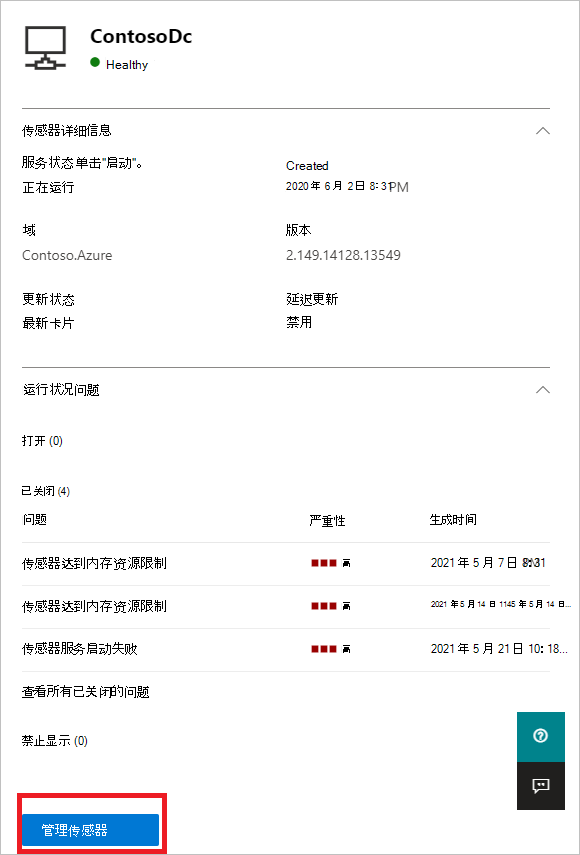 ContosoDc
Healthy
传感器详细信息
服务状态单击"启动"。 Created
正在运行 2020 年 6 月 2 日 8:31PM
域 版本
Contoso.Azure 2.149.14128.13549
更新状态 延迟更新
最新卡片 禁用
运行状况问题
打开 (0)
已关闭 (4)
问题 严重性 生成时间
传感器达到内存资源限制 高 2021 年 5 月 7 日 8:31
传感器达到内存资源限制 高 2021 年 5 月 14 日 1145 年 5 月 14 日...
传感器服务启动失败 高 2021 年 5 月 21 日 10: 18...
查看所有已关闭的问题
禁止显示 (0)
管理传感器